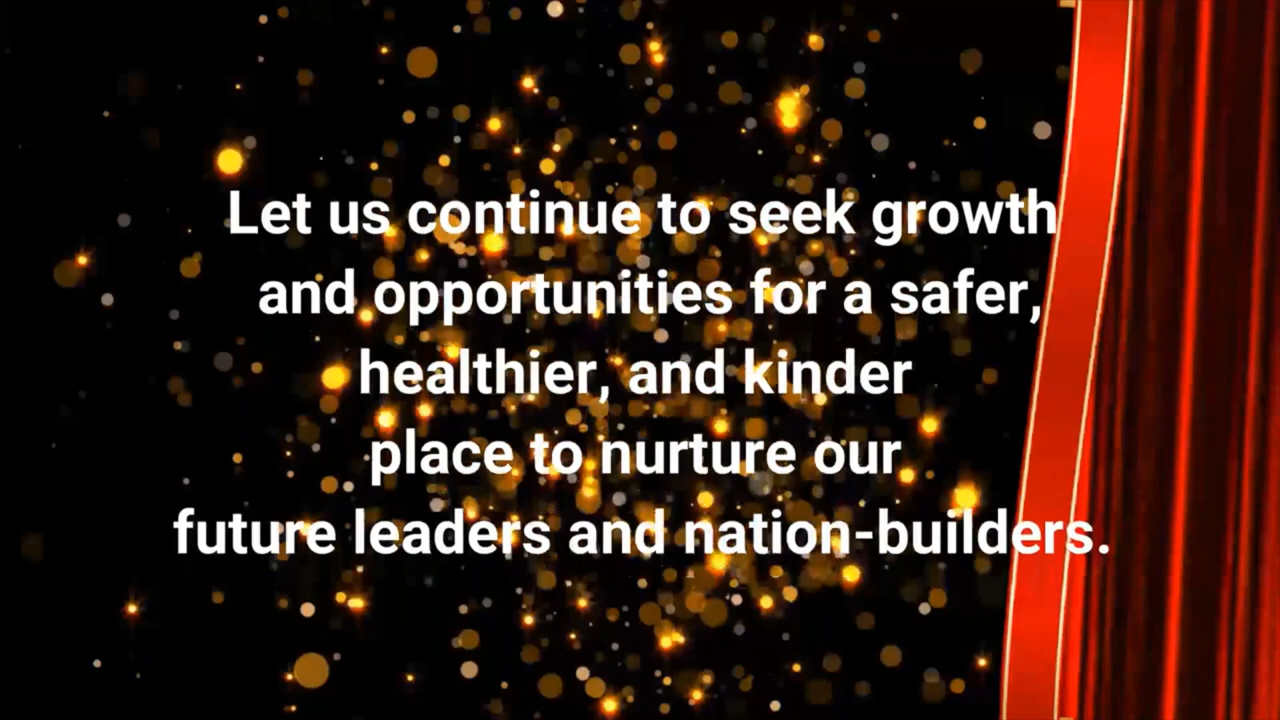 Let us continue to seek growth
and opportunities for a safer,
healthier, and kinder
place to nurture our
future leaders and nation-builders.